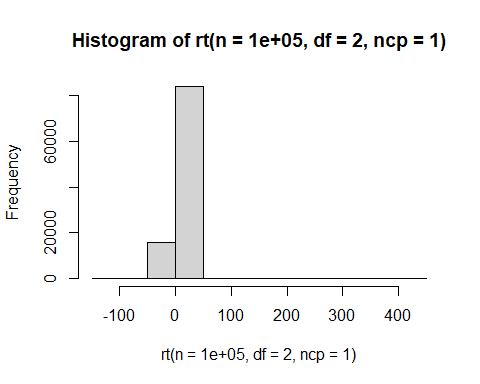 Histogram of rt(n = 1e+05, df = 2, ncp = 1)
Frequency
60000
20000
0
-100 0 100 200 300 400
rt(n = 1e+05, df = 2, ncp = 1)